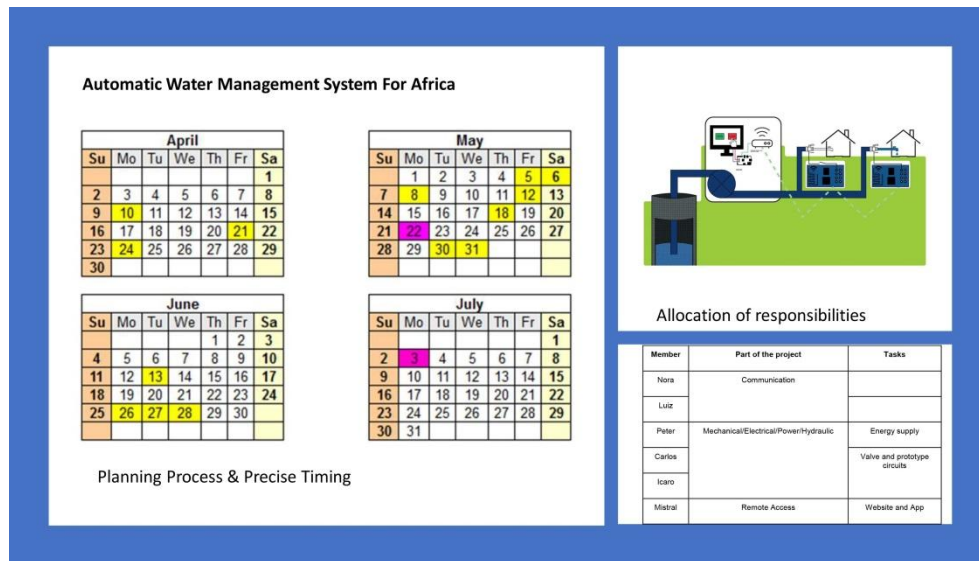 Automatic Water Management System For Africa
April
Su Mo Tu We Th Fr Sa
1
2 3 4 5 6 7 8
9 10 11 12 13 14 15
16 17 18 19 20 21 22
23 24 25 26 27 28 29
30
May
Su Mo Tu We Th Fr Sa
1 2 3 4 5 6
7 8 9 10 11 12 13
14 15 16 17 18 19 20
21 22 23 24 25 26 27
28 29 30 31
June
Su Mo Tu We Th Fr Sa
1 2 3
4 5 6 7 8 9 10
11 12 13 14 15 16 17
18 19 20 21 22 23 24
25 26 27 28 29 30
July
Su Mo Tu We Th Fr Sa
1
2 3 4 5 6 7 8
9 10 11 12 13 14 15
16 17 18 19 20 21 22
23 24 25 26 27 28 29
30 31
Planning Process & Precise Timing
Allocation of responsibilities
Member Part of the project Tasks
Nora Communication
Luiz
Peter Mechanical/Electrical/Power/Hydraulic Energy supply
Carlos Valve and prototype
circuits
Icaro
Mistral Remote Access Website and App